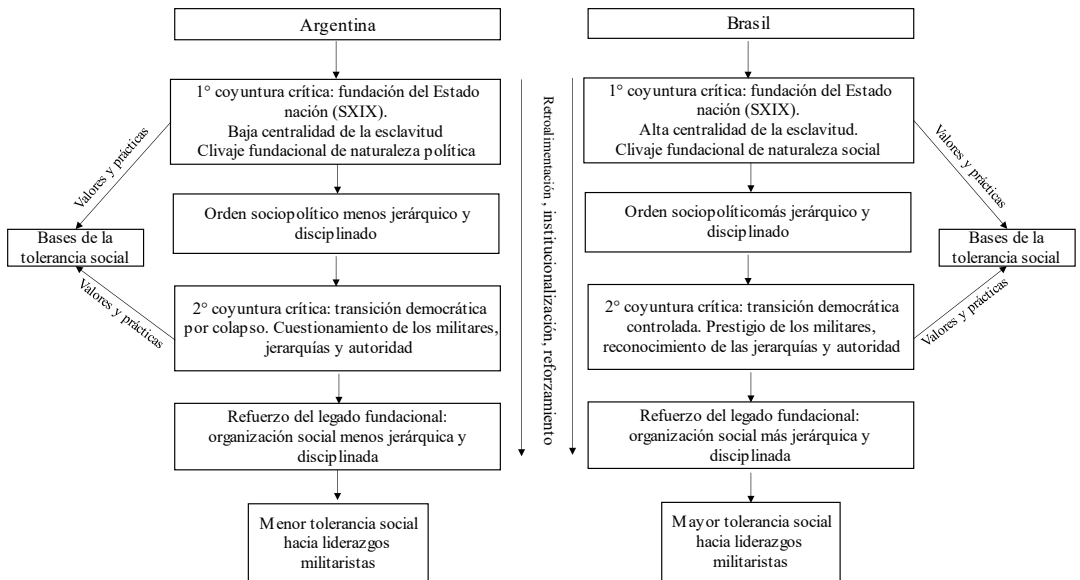 Argentina
1° coyuntura crítica: fundación del Estado
nación (SXIX).
Baja centralidad de la esclavitud
Clivaje fundacional de naturaleza política
Valores y prácticas
Orden sociopolítico menos jerárquico y
disciplinado
Bases de la
tolerancia social
Valores y prácticas
2° coyuntura crítica: transición democrática
por colapso. Cuestionamiento de los militares,
jerarquías y autoridad
Refuerzo del legado fundacional:
organización social menos jerárquica y
disciplinada
Menor tolerancia social
hacia liderazgos
militaristas
Retroalimentación , institucionalización, reforzamiento
Brasil
1° coyuntura crítica: fundación del Estado
nación (SXIX).
Alta centralidad de la esclavitud.
Clivaje fundacional de naturaleza social
Valores y prácticas
Orden sociopolíticomás jerárquico y
disciplinado
Bases de la
tolerancia social
Valores y prácticas
2° coyuntura crítica: transición democrática
controlada. Prestigio de los militares,
reconocimiento de las jerarquías y autoridad
Refuerzo del legado fundacional:
organización social más jerárquica y
disciplinada
Mayor tolerancia social
hacia liderazgos
militaristas